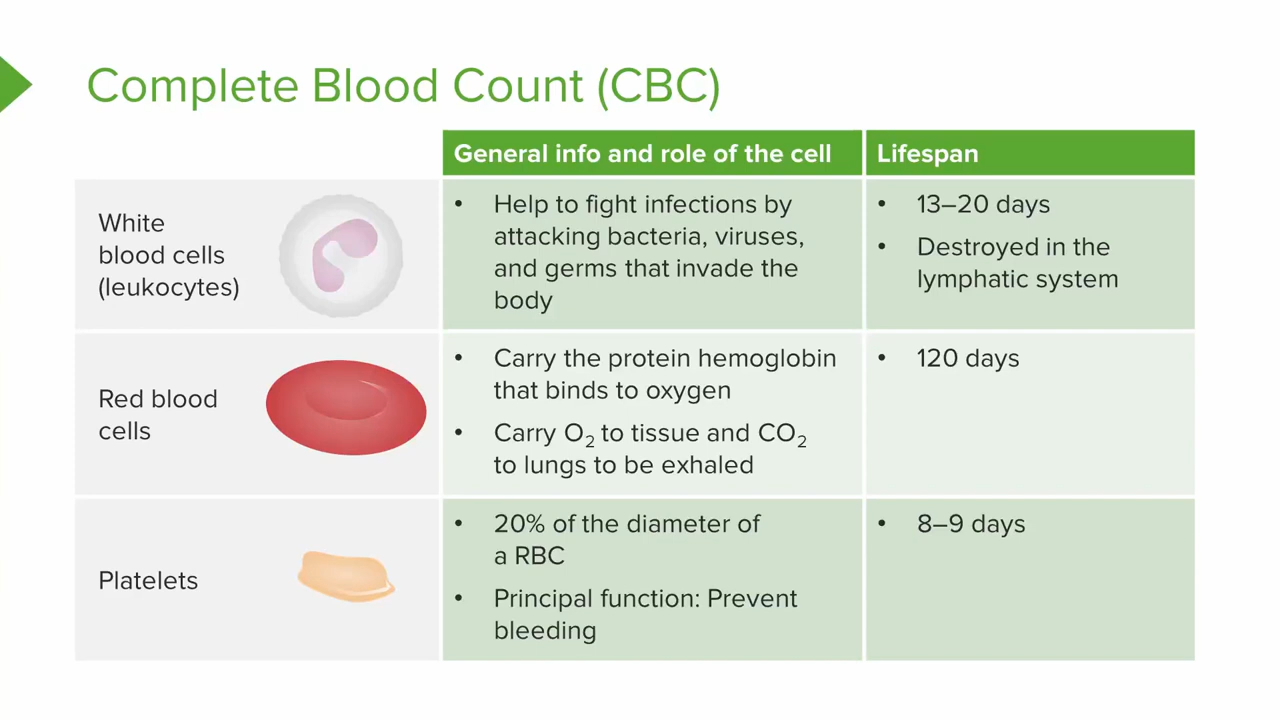 Complete Blood Count (CBC)
General info and role of the cell
Lifespan
White
blood cells
(leukocytes)
• Help to fight infections by
attacking bacteria, viruses,
and germs that invade the
body
• 13–20 days
• Destroyed in the
lymphatic system
Red blood
cells
• Carry the protein hemoglobin
that binds to oxygen
• Carry O₂ to tissue and CO₂
to lungs to be exhaled
• 120 days
Platelets
• 20% of the diameter of
a RBC
• Principal function: Prevent
bleeding
• 8–9 days